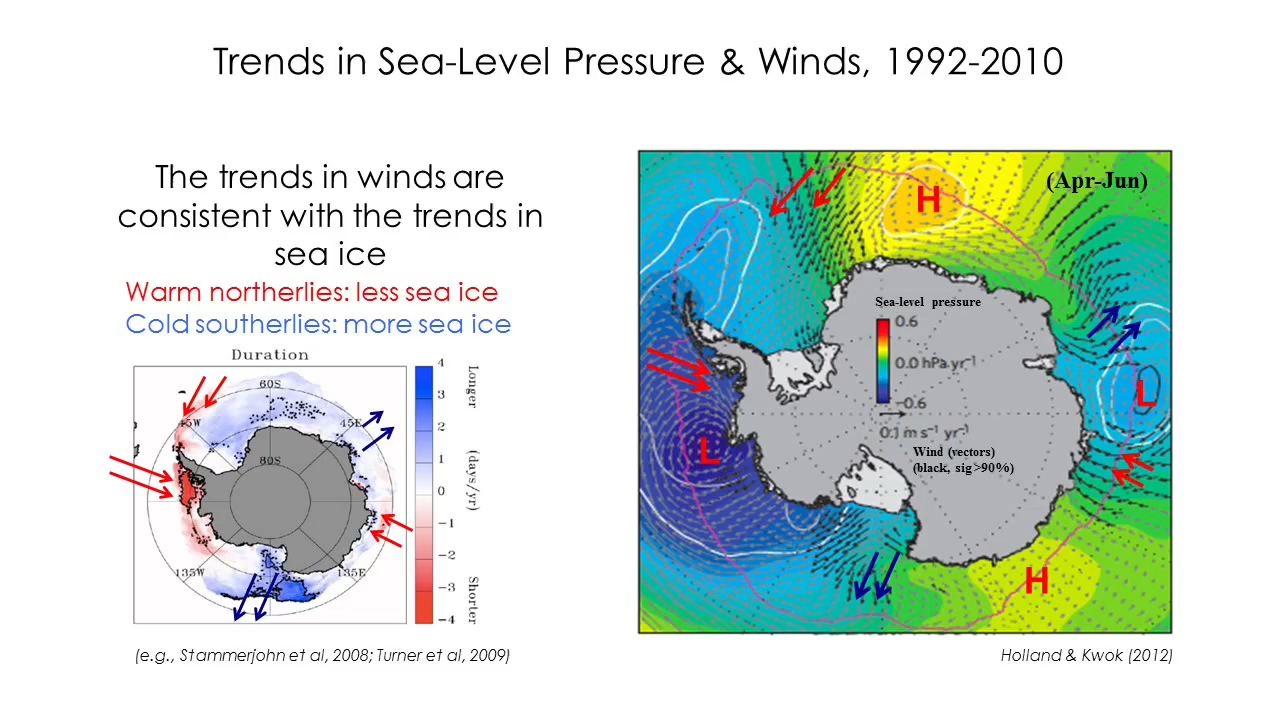 Trends in Sea-Level Pressure & Winds, 1992-2010
The trends in winds are
consistent with the trends in
sea ice
Warm northerlies: less sea ice
Cold southerlies: more sea ice
Duration
60S
45W
45E
80S
135W
135E
4
3
2
1
0
−1
−2
−3
−4
Longer
(days/yr)
Shorter
(e.g., Stammerjohn et al, 2008; Turner et al, 2009)
(Apr-Jun)
H
L
L
H
Sea-level pressure
0.6
0.0 hPa yr⁻¹
−0.6
0.1 m s⁻¹ yr⁻¹
Wind (vectors)
(black, sig >90%)
Holland & Kwok (2012)